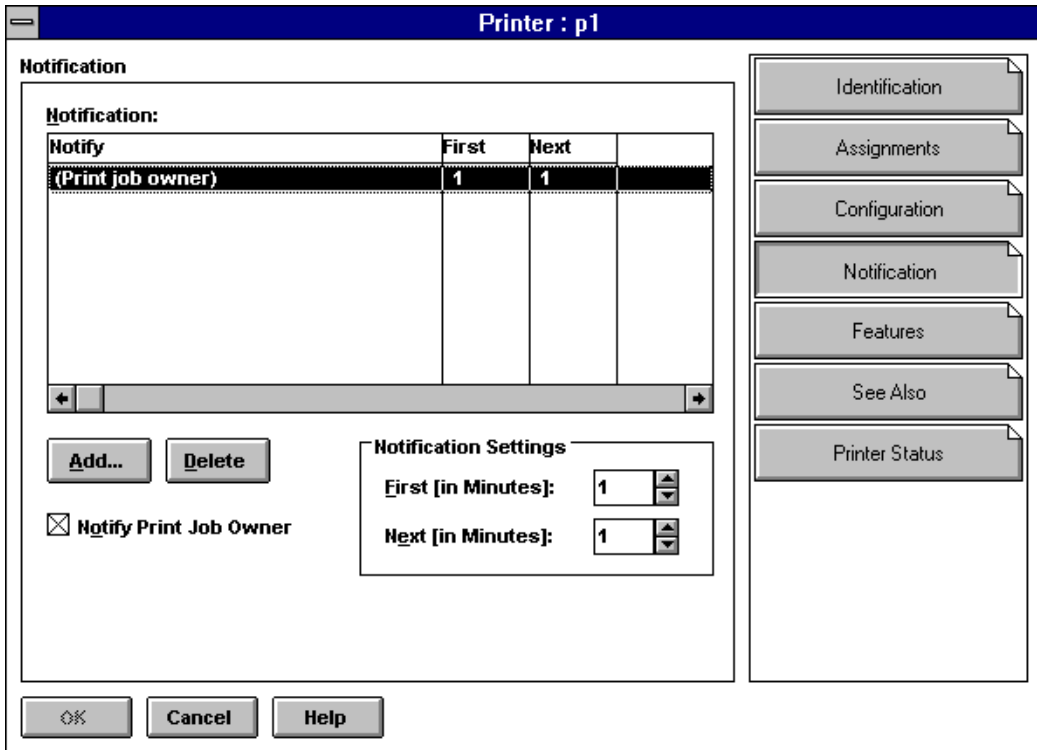 Printer : p1
Notification
Notification:
Notify First Next
(Print job owner) 1 1
Add... Delete
Notify Print Job Owner
Notification Settings
First [in Minutes]: 1
Next [in Minutes]: 1
OK Cancel Help
Identification
Assignments
Configuration
Notification
Features
See Also
Printer Status